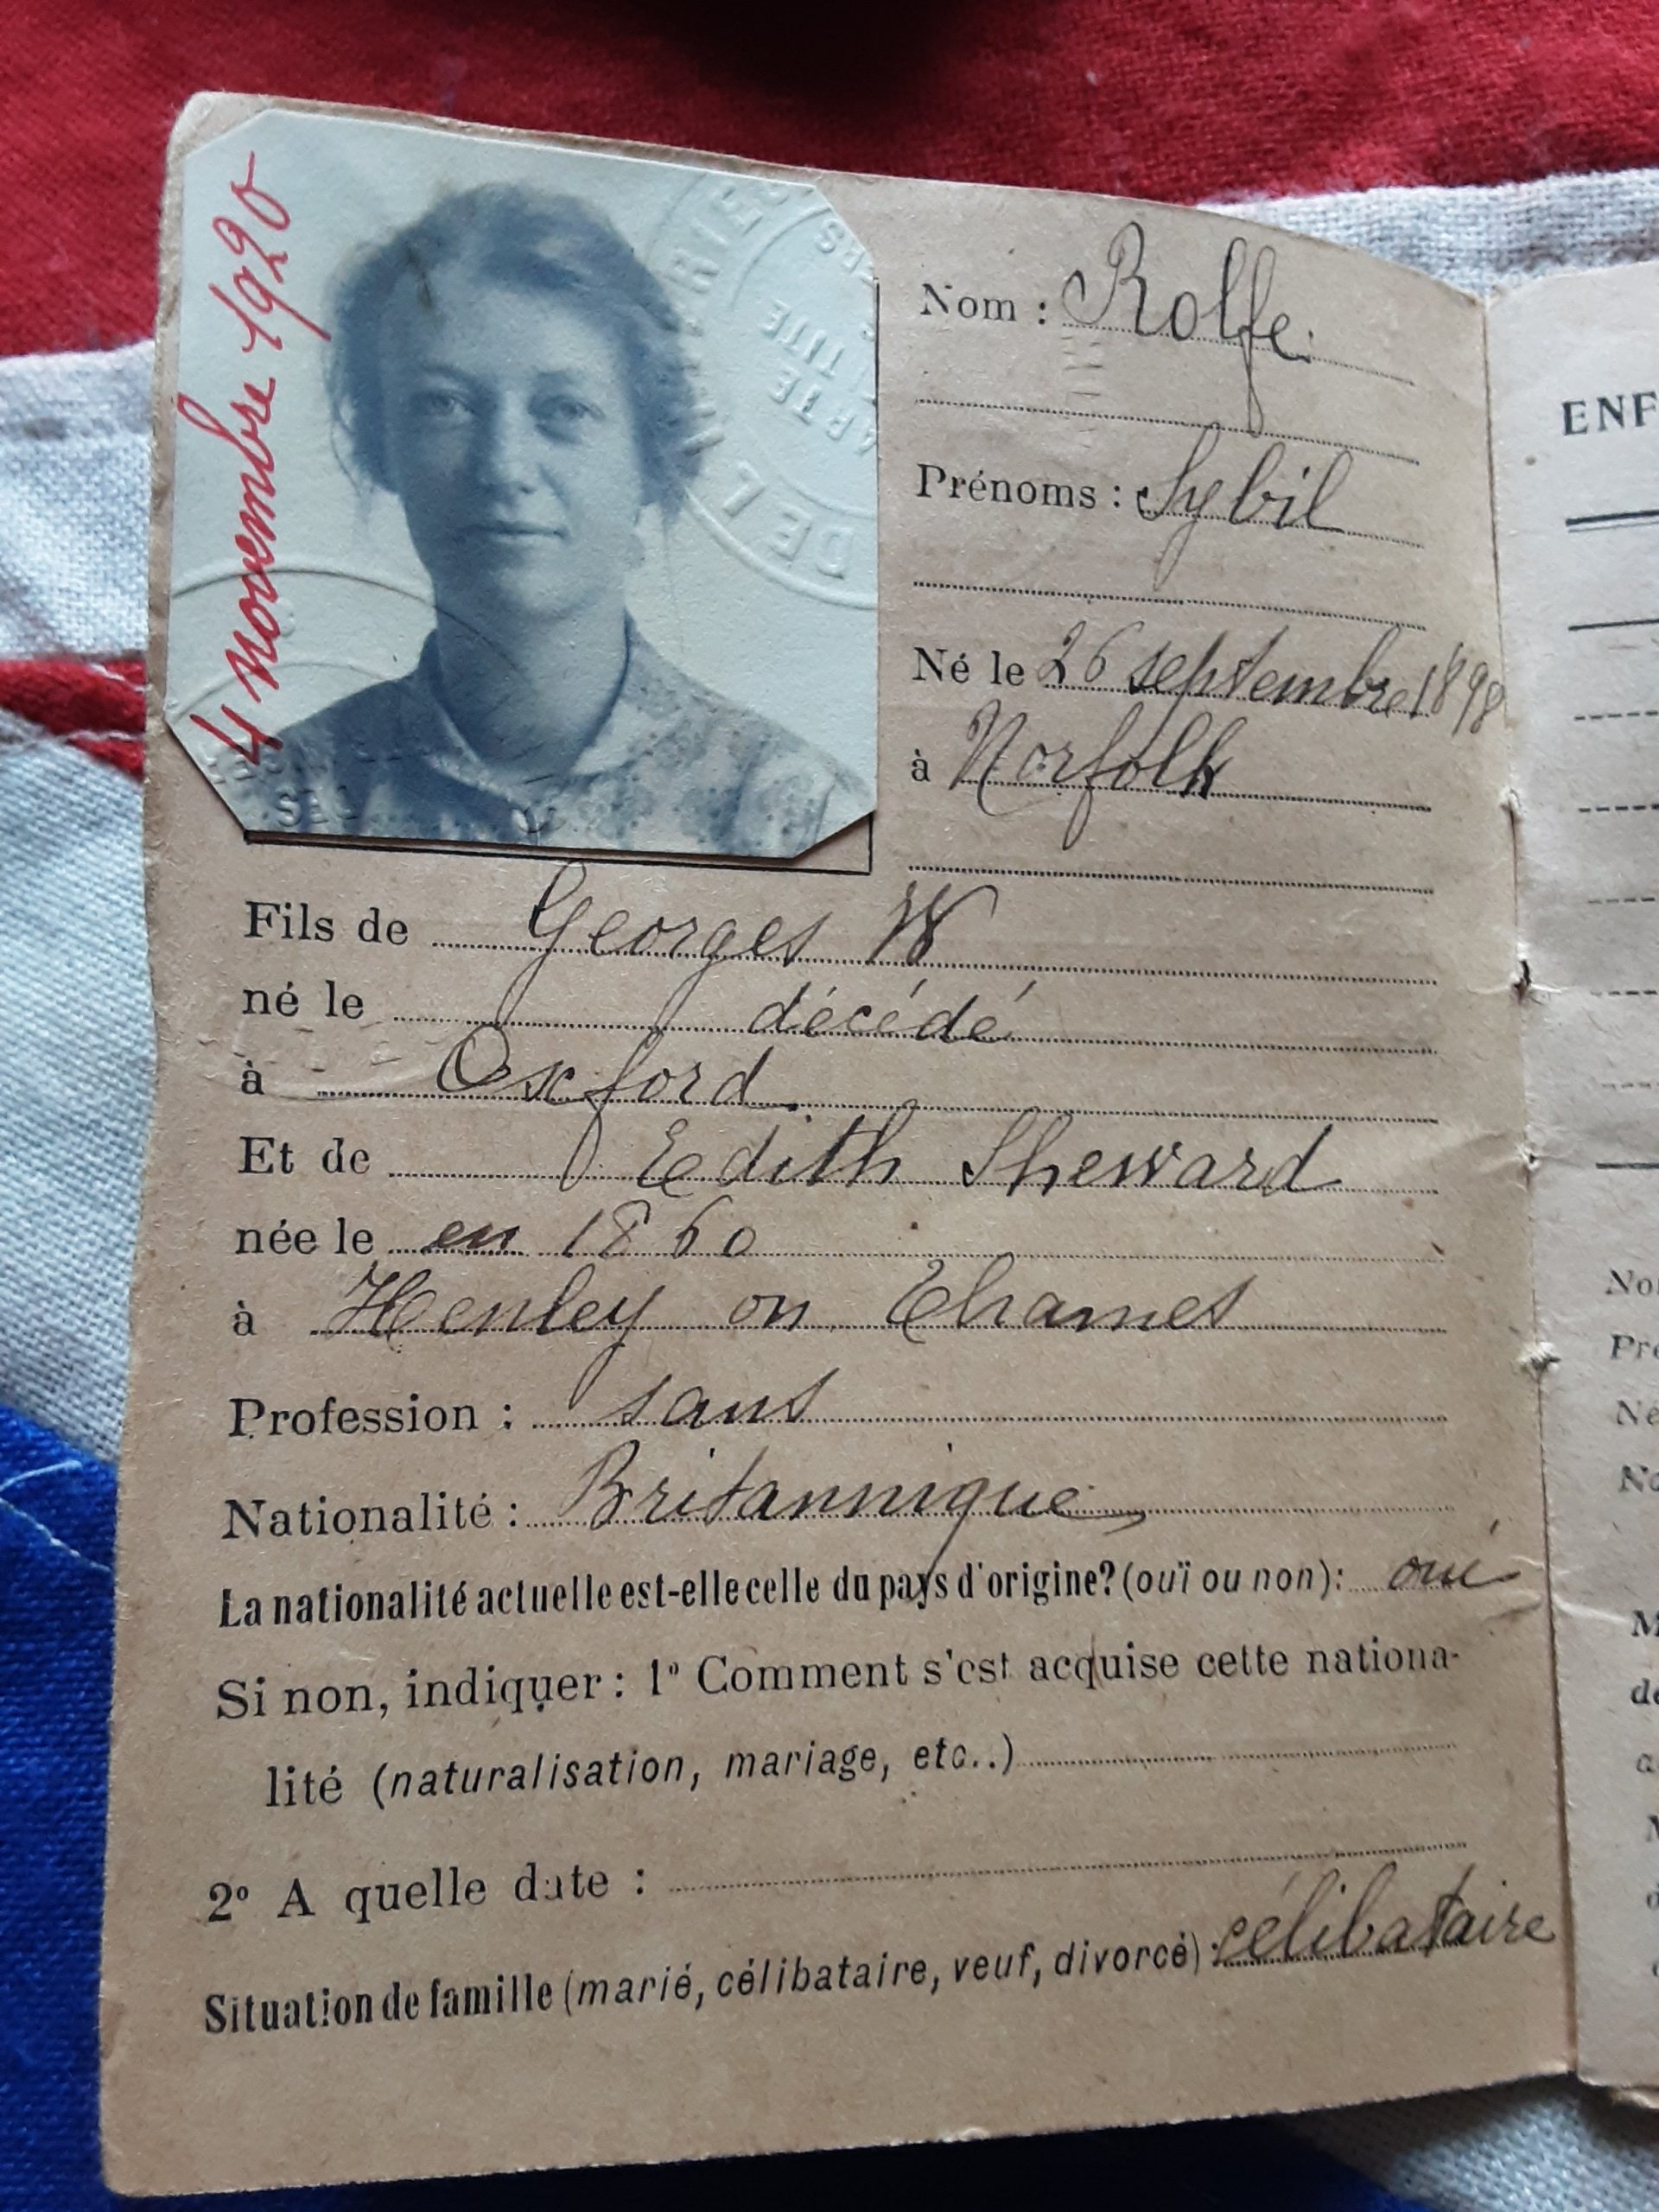 4 novembre 1920
Nom : Rolfe
Prénoms : Sybil
Né le 26 septembre 1898
à Norfolk
Fils de Georges W
né le décédé
à Oxford.
Et de Edith Sheward
née le en 1860
à Henley on Thames
Profession : sans
Nationalité : Britannique
La nationalité actuelle est-elle celle du pays d'origine? (ouï ou non): oui
Si non, indiquer : 1º Comment s'est acquise cette nationa-
lité (naturalisation, mariage, etc..)
2º A quelle date :
Situation de famille (marié, célibataire, veuf, divorcé) : célibataire
ENF